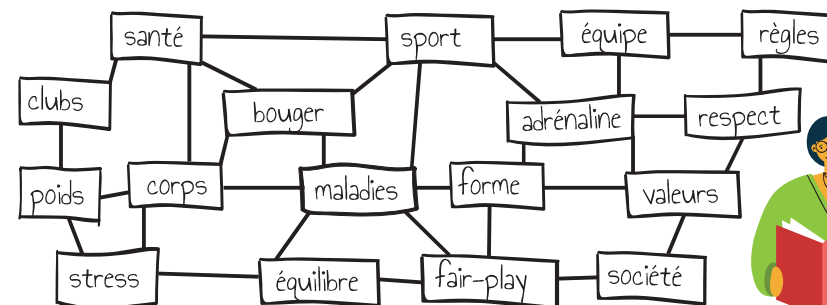 santé
sport
équipe
règles
clubs
bouger
adrénaline
respect
poids
corps
maladies
forme
valeurs
stress
équilibre
fair-play
société